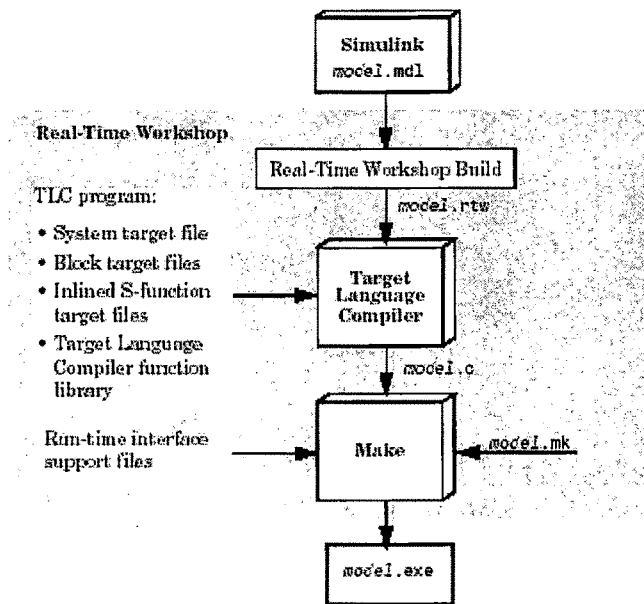 Simulink
model.mdl
Real-Time Workshop
Real-Time Workshop Build
model.rtw
TLC program:
• System target file
• Block target files
• Inlined S-function
target files
• Target Language
Compiler function
library
Target
Language
Compiler
model.c
Run-time interface
support files
Make
model.mk
model.exe